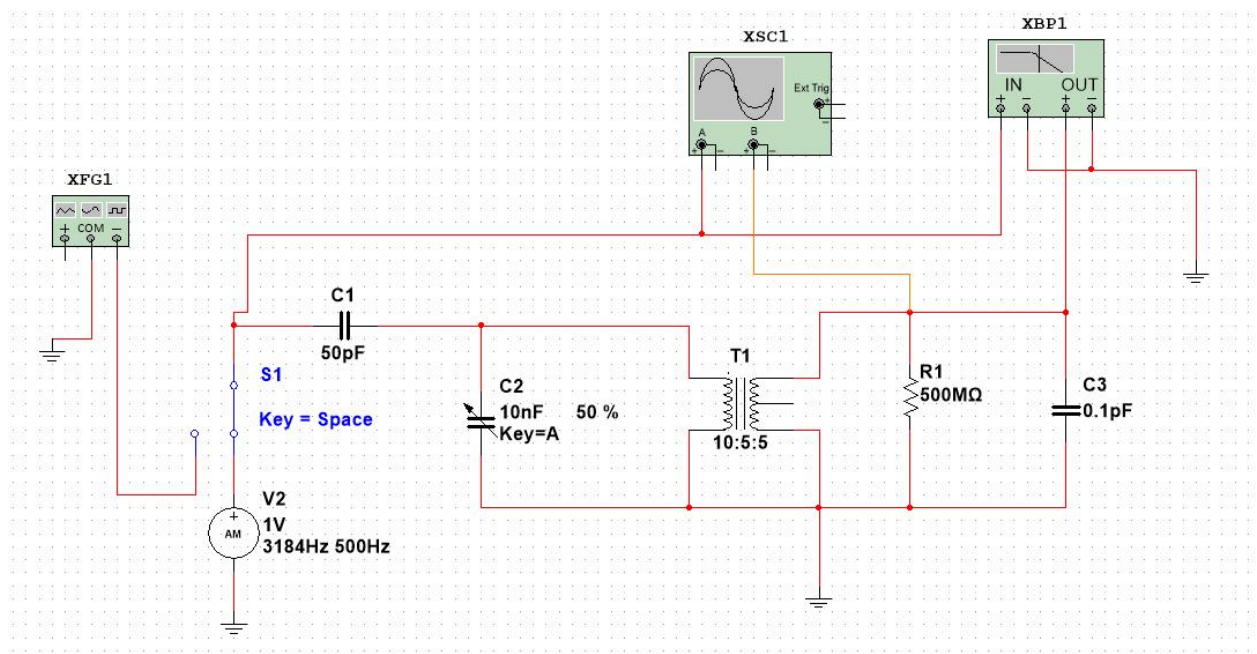 XSC1
XBP1
Ext Trig
+
−
A
B
+ − + −
IN OUT
+ − + −
XFG1
+ COM −
C1
50pF
S1
Key = Space
C2
10nF 50 %
Key=A
T1
10:5:5
R1
500MΩ
C3
0.1pF
V2
+
AM
1V
3184Hz 500Hz